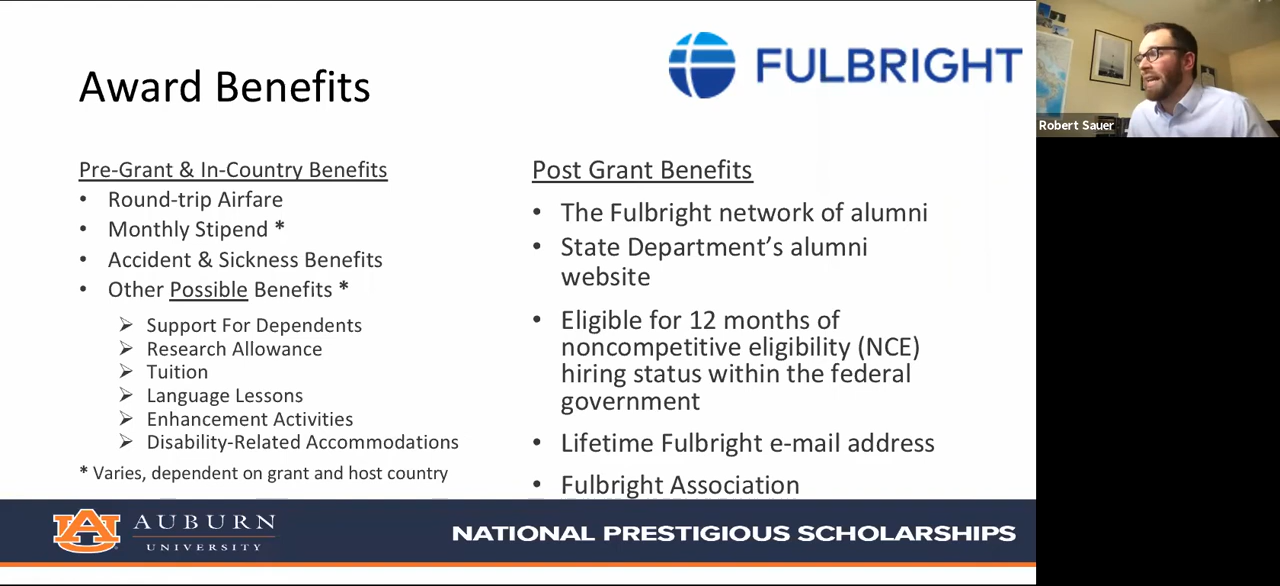 FULBRIGHT
Award Benefits
Robert Sauer
Pre-Grant & In-Country Benefits
• Round-trip Airfare
• Monthly Stipend *
• Accident & Sickness Benefits
• Other Possible Benefits *
➢ Support For Dependents
➢ Research Allowance
➢ Tuition
➢ Language Lessons
➢ Enhancement Activities
➢ Disability-Related Accommodations
* Varies, dependent on grant and host country
Post Grant Benefits
• The Fulbright network of alumni
• State Department’s alumni
website
• Eligible for 12 months of
noncompetitive eligibility (NCE)
hiring status within the federal
government
• Lifetime Fulbright e-mail address
• Fulbright Association
AU AUBURN
UNIVERSITY
NATIONAL PRESTIGIOUS SCHOLARSHIPS